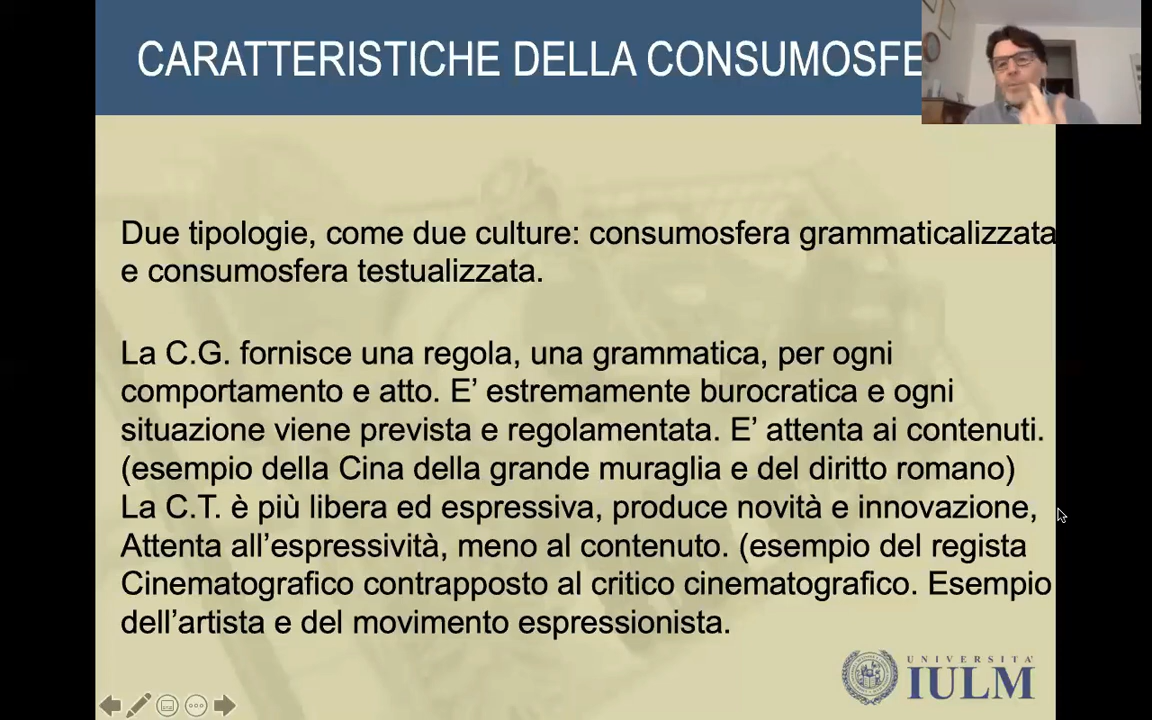 CARATTERISTICHE DELLA CONSUMOSFE
Due tipologie, come due culture: consumosfera grammaticalizzata
e consumosfera testualizzata.
La C.G. fornisce una regola, una grammatica, per ogni
comportamento e atto. E’ estremamente burocratica e ogni
situazione viene prevista e regolamentata. E’ attenta ai contenuti.
(esempio della Cina della grande muraglia e del diritto romano)
La C.T. è più libera ed espressiva, produce novità e innovazione,
Attenta all’espressività, meno al contenuto. (esempio del regista
Cinematografico contrapposto al critico cinematografico. Esempio
dell’artista e del movimento espressionista.
UNIVERSITÀ
IULM